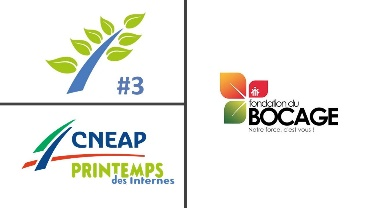 #3
CNEAP
PRINTEMPS
des Internes
fondation du
BOCAGE
Notre force, c'est vous !